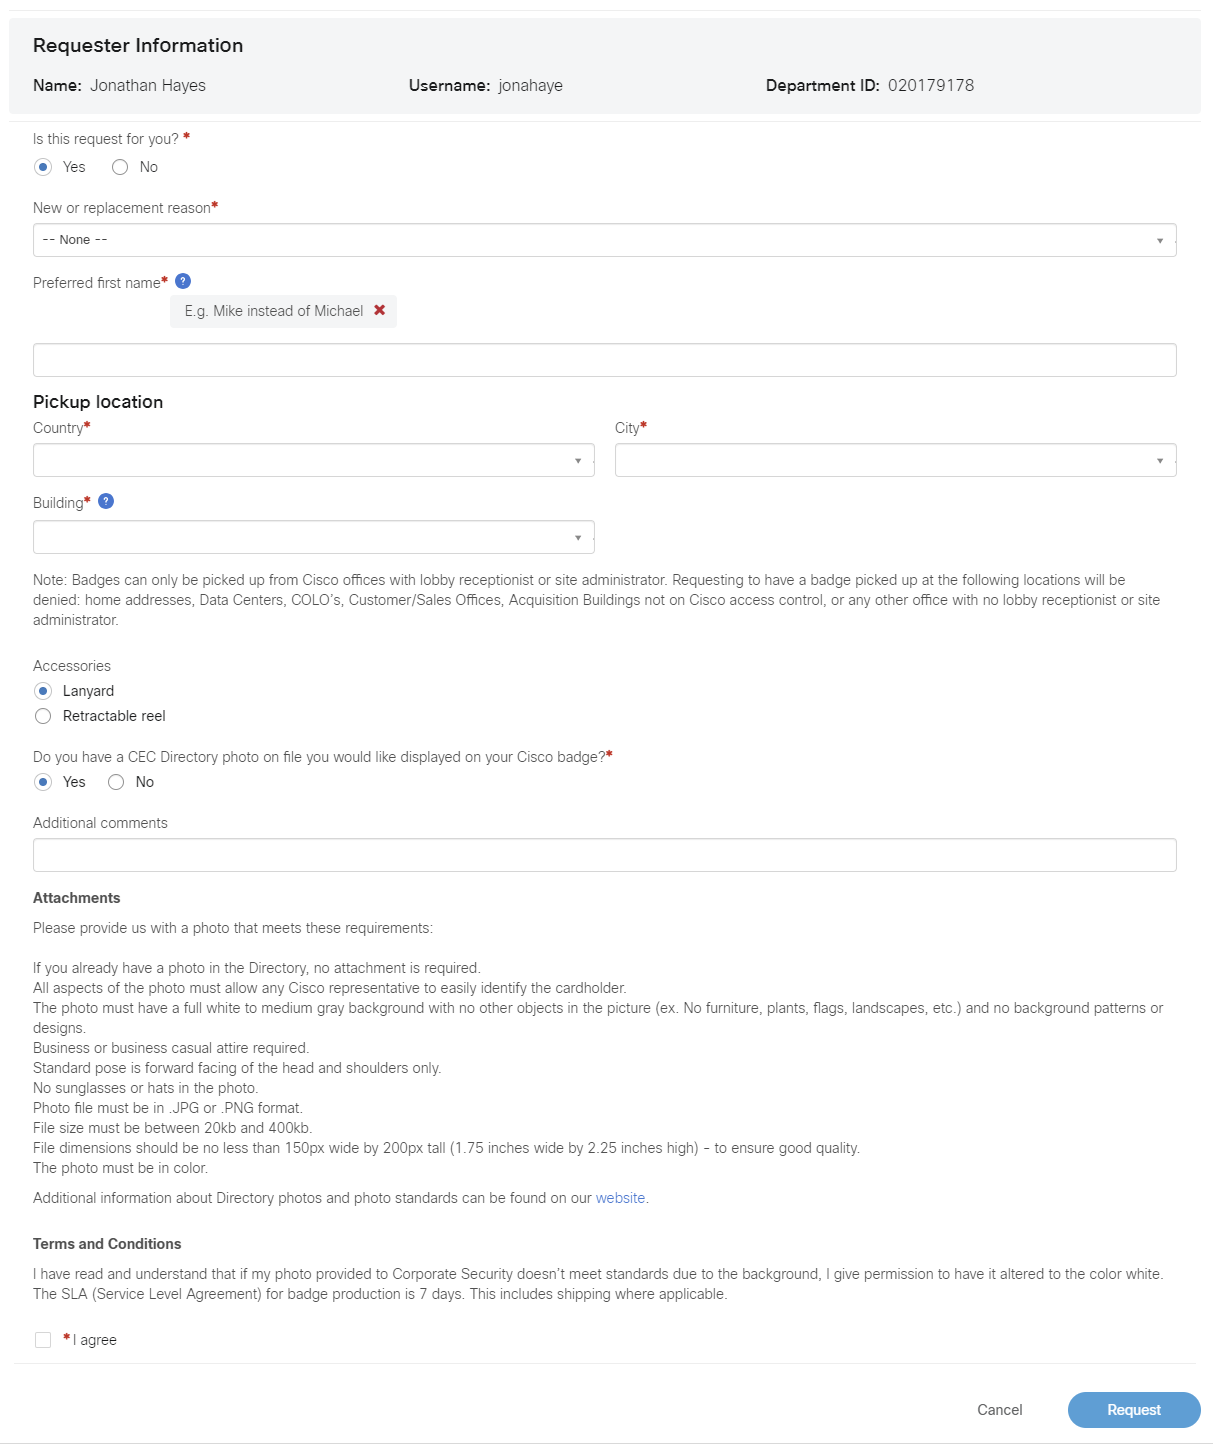 Requester Information
Name: Jonathan Hayes Username: jonahaye Department ID: 020179178
Is this request for you? *
Yes No
New or replacement reason*
-- None --
Preferred first name* ?
E.g. Mike instead of Michael ✖
Pickup location
Country* City*
Building* ?
Note: Badges can only be picked up from Cisco offices with lobby receptionist or site administrator. Requesting to have a badge picked up at the following locations will be
denied: home addresses, Data Centers, COLO's, Customer/Sales Offices, Acquisition Buildings not on Cisco access control, or any other office with no lobby receptionist or site
administrator.
Accessories
Lanyard
Retractable reel
Do you have a CEC Directory photo on file you would like displayed on your Cisco badge?*
Yes No
Additional comments
Attachments
Please provide us with a photo that meets these requirements:
If you already have a photo in the Directory, no attachment is required.
All aspects of the photo must allow any Cisco representative to easily identify the cardholder.
The photo must have a full white to medium gray background with no other objects in the picture (ex. No furniture, plants, flags, landscapes, etc.) and no background patterns or
designs.
Business or business casual attire required.
Standard pose is forward facing of the head and shoulders only.
No sunglasses or hats in the photo.
Photo file must be in .JPG or .PNG format.
File size must be between 20kb and 400kb.
File dimensions should be no less than 150px wide by 200px tall (1.75 inches wide by 2.25 inches high) - to ensure good quality.
The photo must be in color.
Additional information about Directory photos and photo standards can be found on our website.
Terms and Conditions
I have read and understand that if my photo provided to Corporate Security doesn't meet standards due to the background, I give permission to have it altered to the color white.
The SLA (Service Level Agreement) for badge production is 7 days. This includes shipping where applicable.
* I agree
Cancel Request